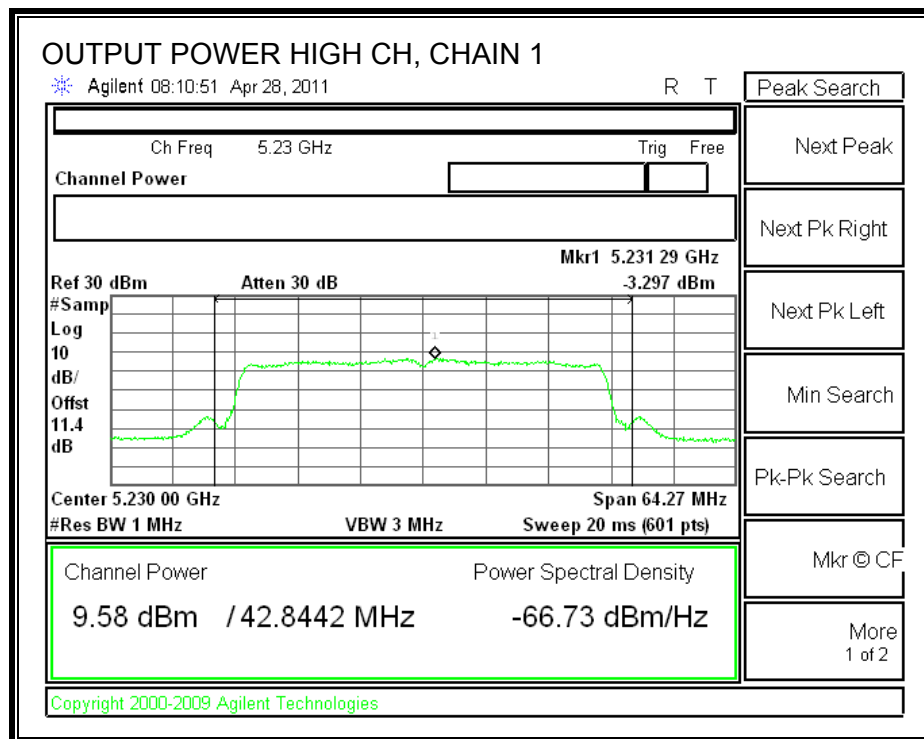 OUTPUT POWER HIGH CH, CHAIN 1
Agilent 08:10:51 Apr 28, 2011 R T
Peak Search
Ch Freq 5.23 GHz Trig Free
Channel Power
Next Peak
Next Pk Right
Mkr1 5.231 29 GHz
Ref 30 dBm Atten 30 dB -3.297 dBm
#Samp
Log
10
dB/
Offst
11.4
dB
1
Next Pk Left
Min Search
Pk-Pk Search
Center 5.230 00 GHz Span 64.27 MHz
#Res BW 1 MHz VBW 3 MHz Sweep 20 ms (601 pts)
Mkr © CF
Channel Power Power Spectral Density
9.58 dBm / 42.8442 MHz -66.73 dBm/Hz
More
1 of 2
Copyright 2000-2009 Agilent Technologies